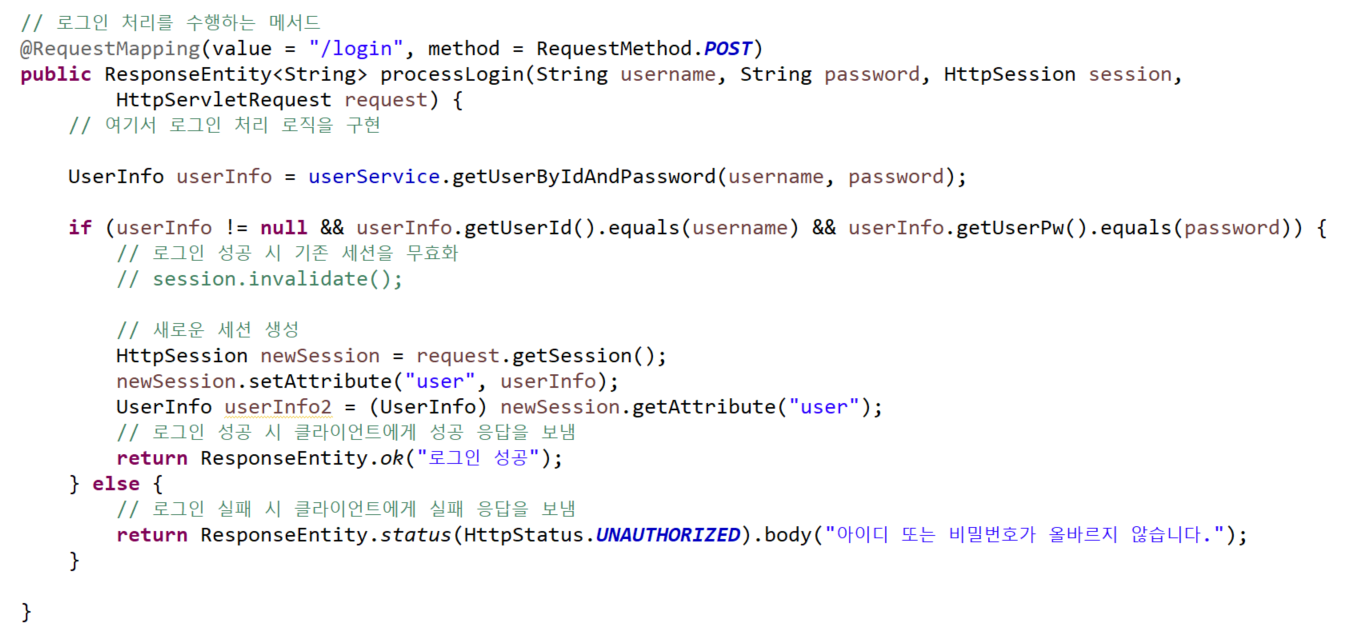 // 로그인 처리를 수행하는 메서드
@RequestMapping(value = "/login", method = RequestMethod.POST)
public ResponseEntity<String> processLogin(String username, String password, HttpSession session,
HttpServletRequest request) {
// 여기서 로그인 처리 로직을 구현
UserInfo userInfo = userService.getUserByIdAndPassword(username, password);
if (userInfo != null && userInfo.getUserId().equals(username) && userInfo.getUserPw().equals(password)) {
// 로그인 성공 시 기존 세션을 무효화
// session.invalidate();
// 새로운 세션 생성
HttpSession newSession = request.getSession();
newSession.setAttribute("user", userInfo);
UserInfo userInfo2 = (UserInfo) newSession.getAttribute("user");
// 로그인 성공 시 클라이언트에게 성공 응답을 보냄
return ResponseEntity.ok("로그인 성공");
} else {
// 로그인 실패 시 클라이언트에게 실패 응답을 보냄
return ResponseEntity.status(HttpStatus.UNAUTHORIZED).body("아이디 또는 비밀번호가 올바르지 않습니다.");
}
}